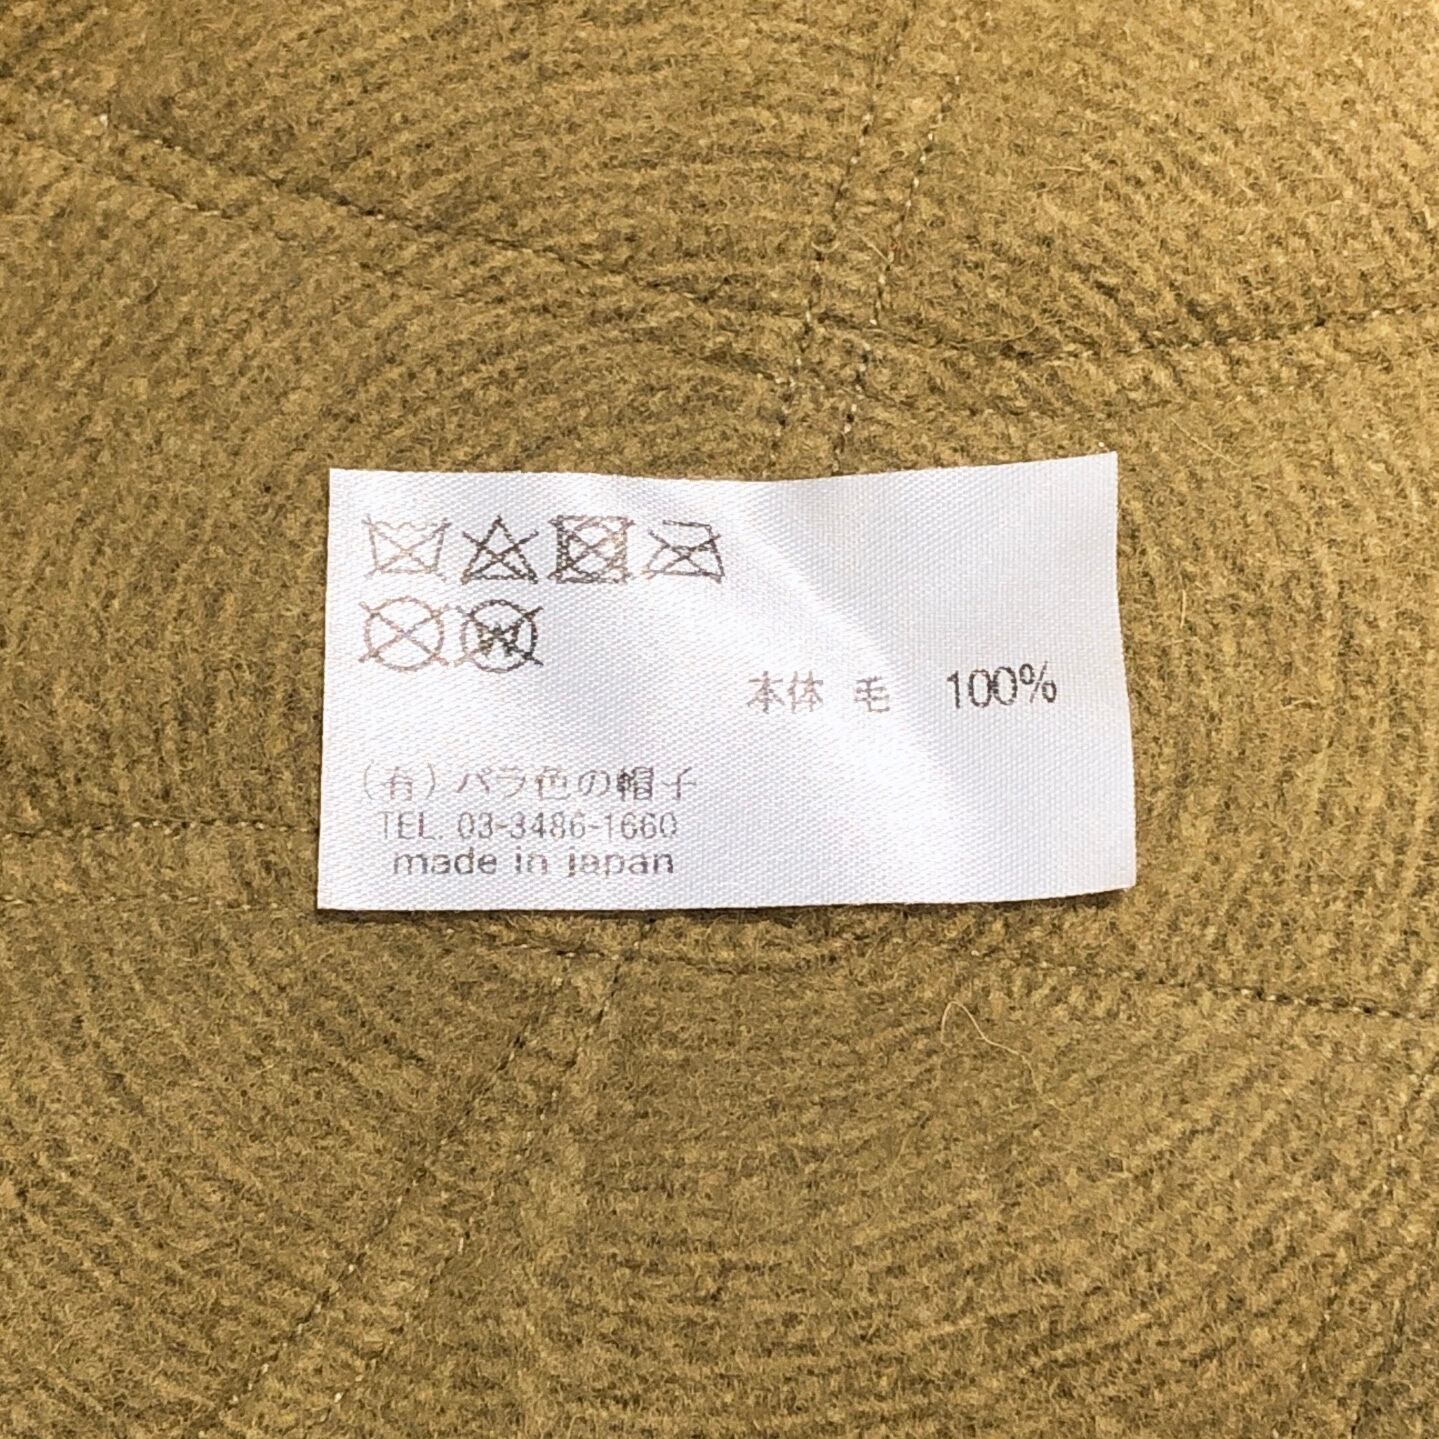 本体 毛 100%
(有)バラ色の帽子
TEL. 03-3486-1660
made in japan